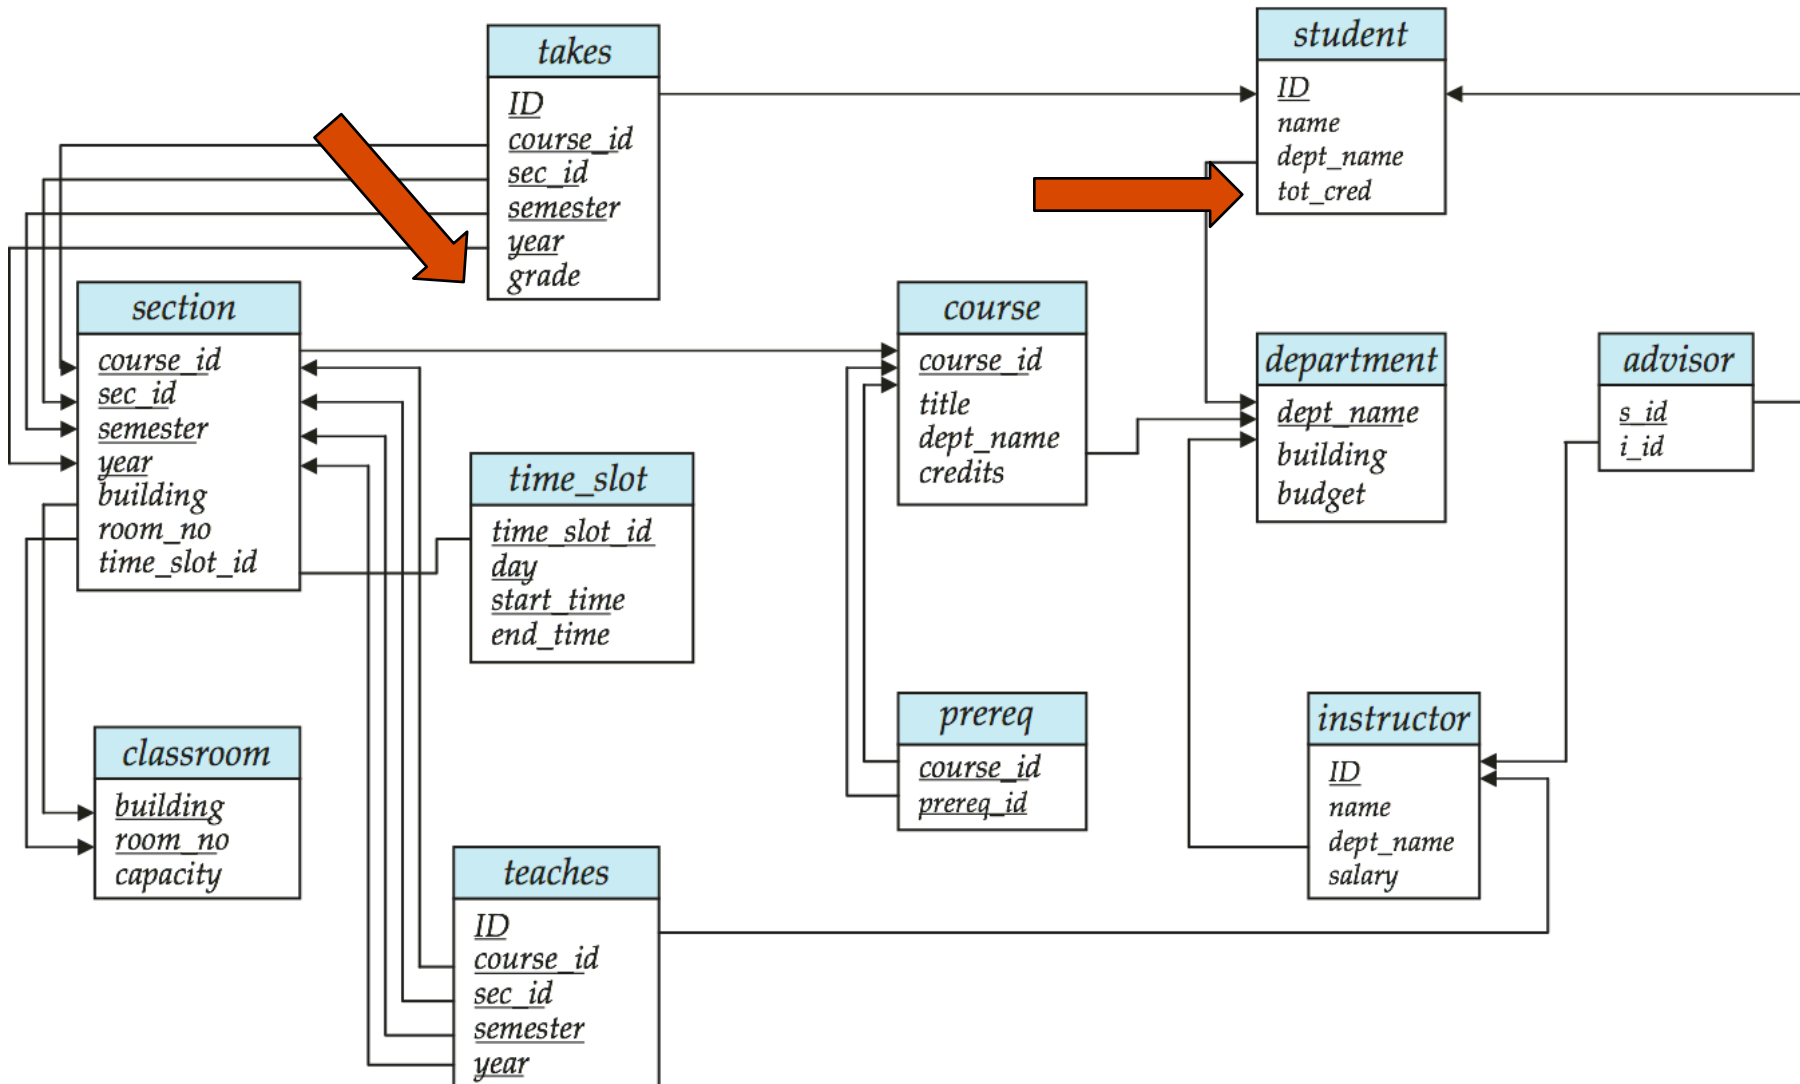 takes
ID
course_id
sec_id
semester
year
grade
student
ID
name
dept_name
tot_cred
section
course_id
sec_id
semester
year
building
room_no
time_slot_id
course
course_id
title
dept_name
credits
department
dept_name
building
budget
advisor
s_id
i_id
time_slot
time_slot_id
day
start_time
end_time
prereq
course_id
prereq_id
instructor
ID
name
dept_name
salary
classroom
building
room_no
capacity
teaches
ID
course_id
sec_id
semester
year